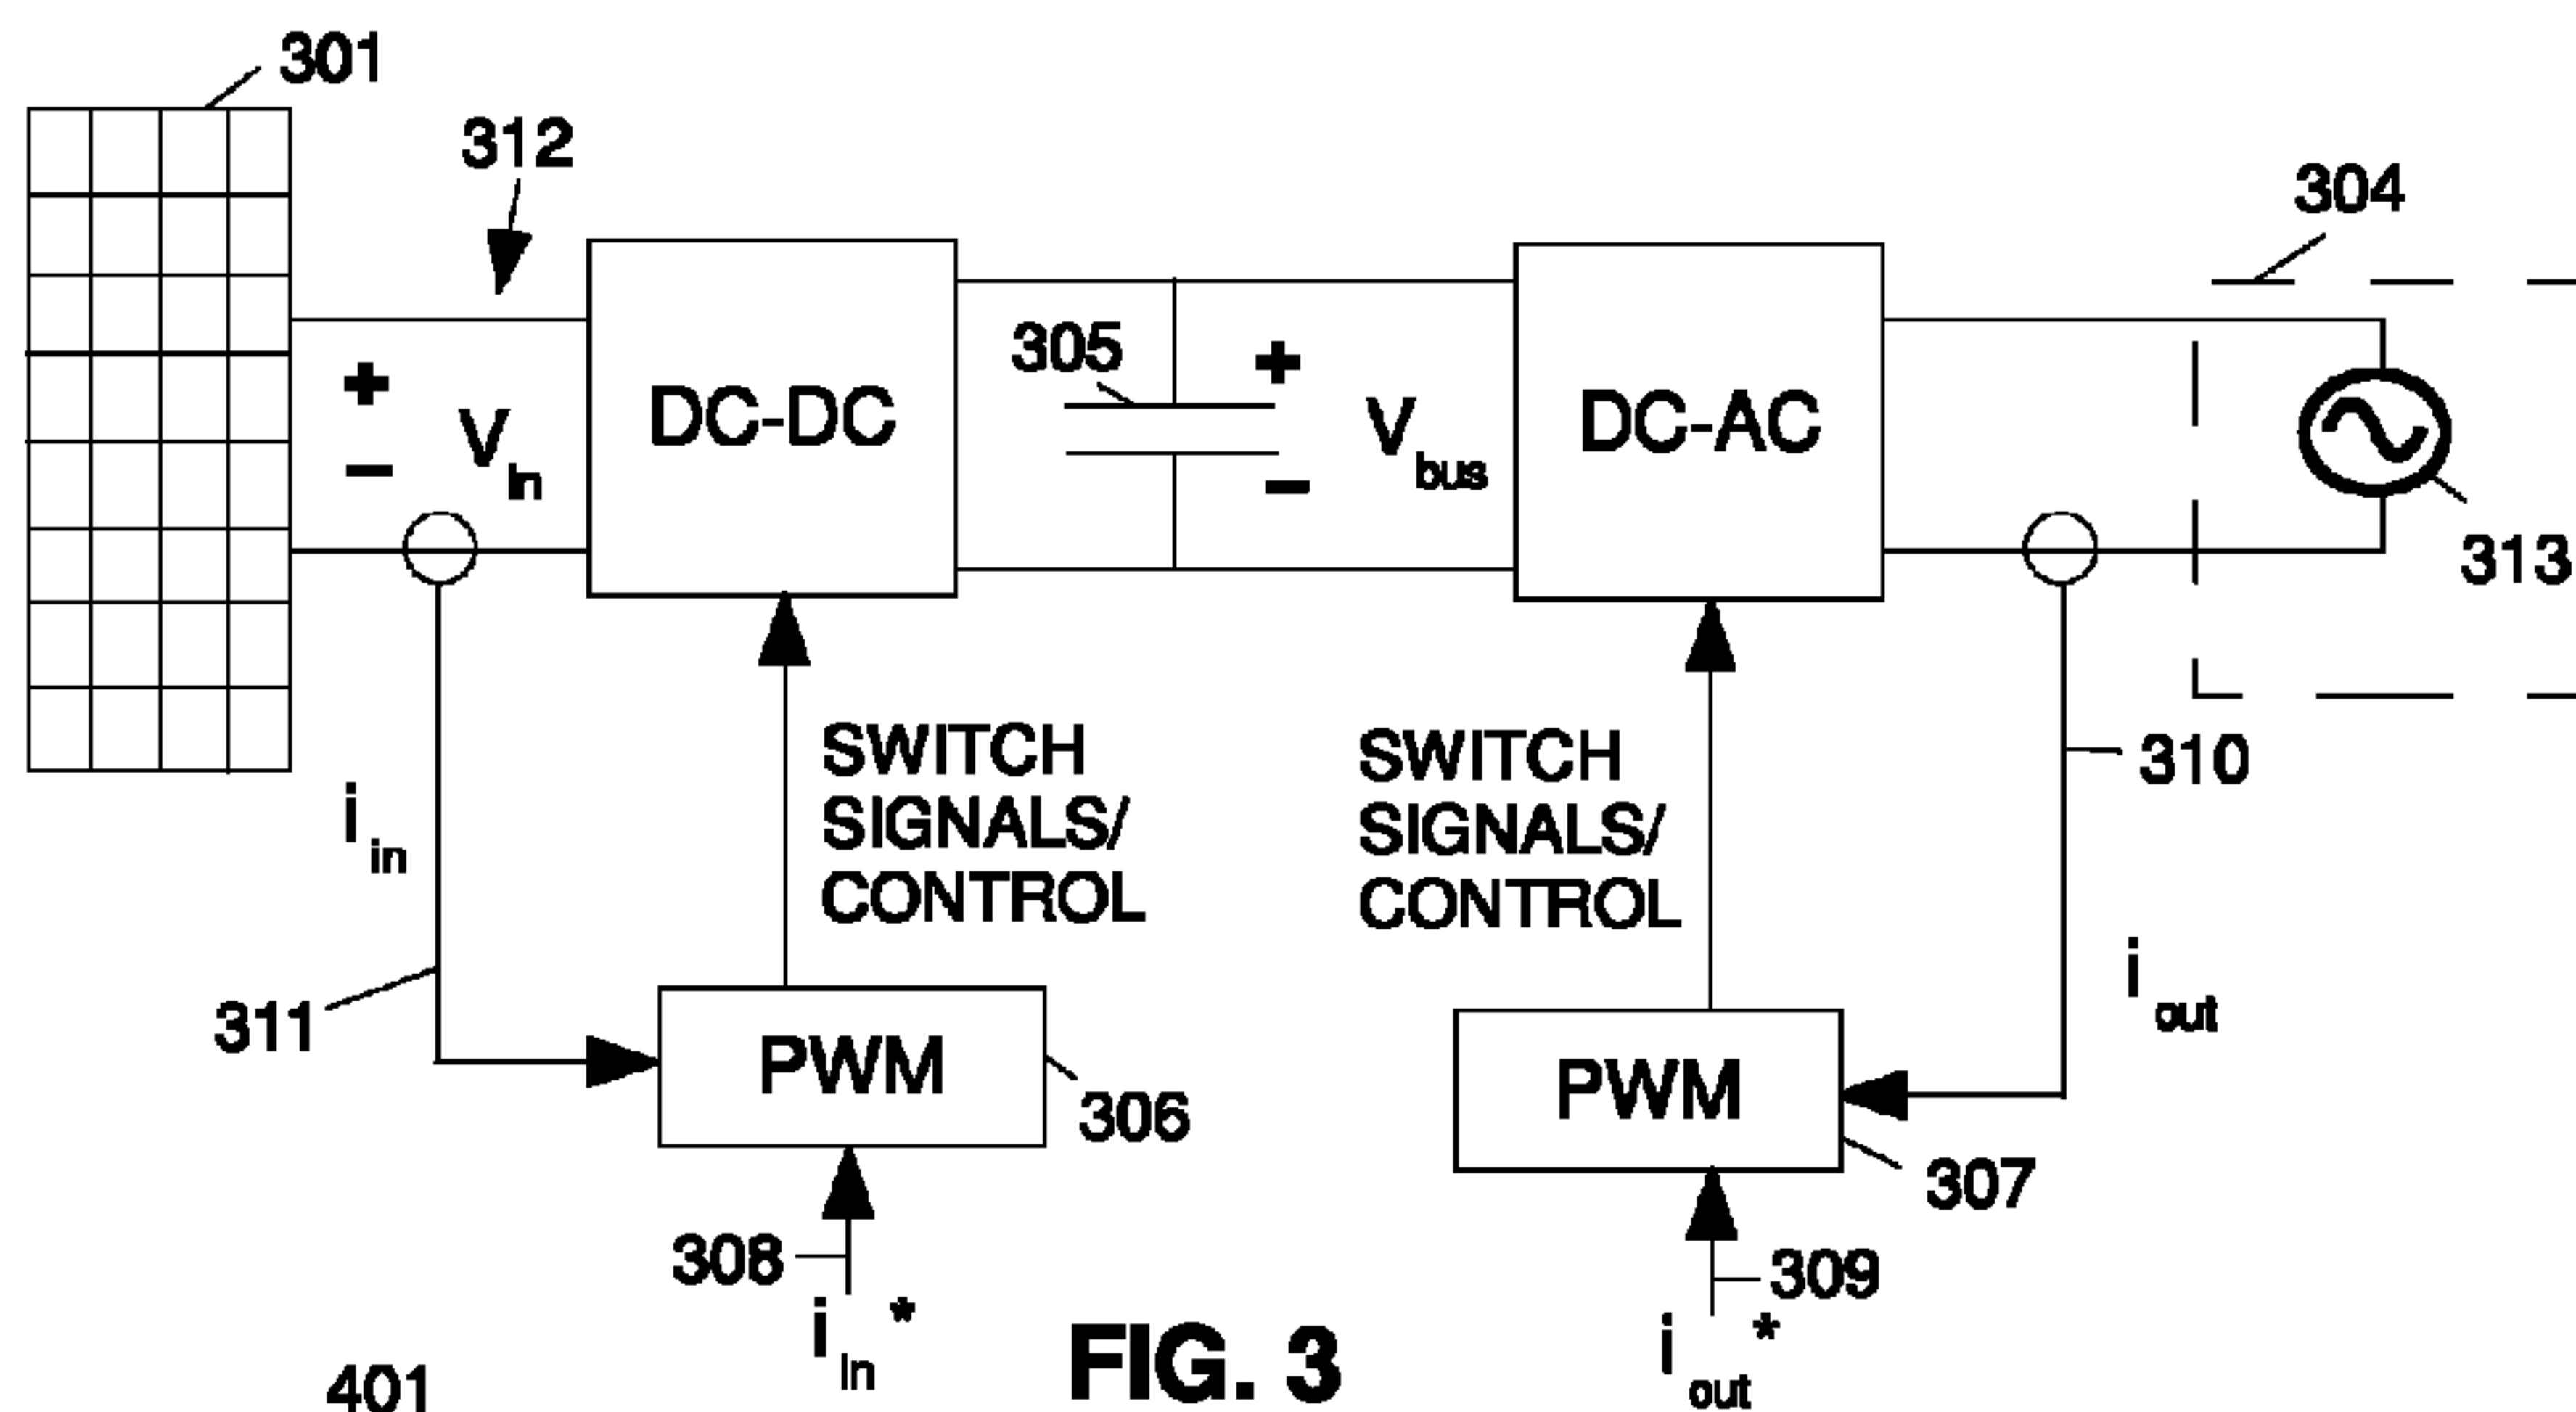 301
312
304
305
+
+
V in
−
DC-DC
V bus
−
DC-AC
313
SWITCH
SIGNALS/
CONTROL
SWITCH
SIGNALS/
CONTROL
310
i in
i out
311
PWM
306
PWM
307
308
i in *
309
i out *
FIG. 3
401